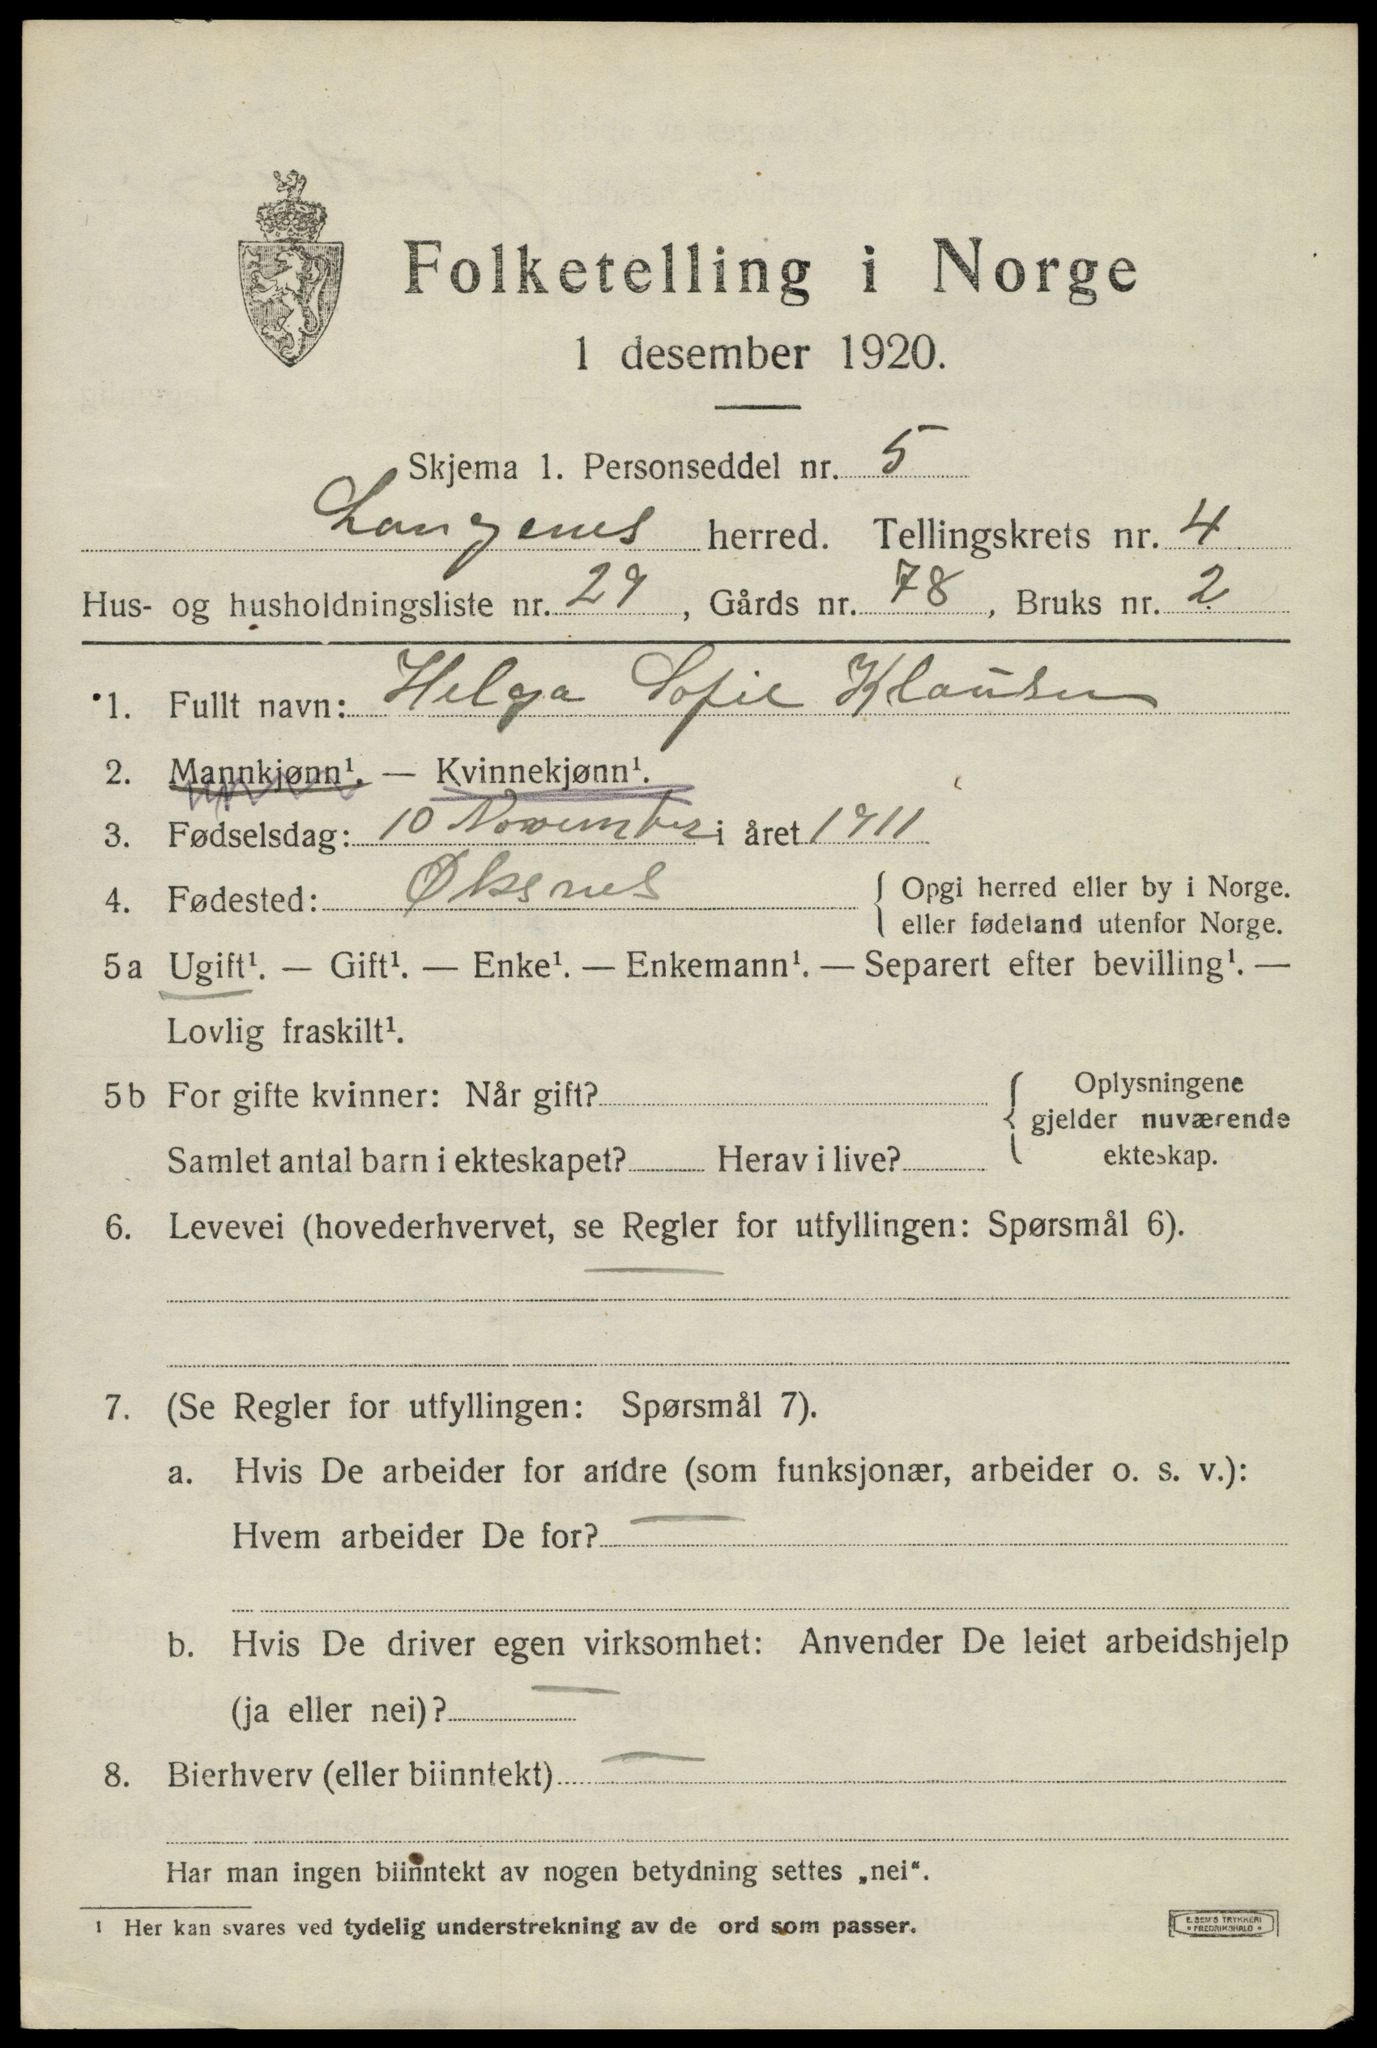 Folketelling i Norge
1 desember 1920.
Skjema 1. Personseddel nr. 5
Langenes herred. Tellingskrets nr. 4
Hus- og husholdningsliste nr. 29, Gårds nr. 78, Bruks nr. 2
1. Fullt navn: Helga Sofie Klausen
2. Mannkjønn¹. — Kvinnekjønn¹.
3. Fødselsdag: 10 November i året 1911
4. Fødested: Øksnes { Opgi herred eller by i Norge.
eller fødeland utenfor Norge.
5a Ugift¹. — Gift¹. — Enke¹. — Enkemann¹. — Separert efter bevilling¹. —
Lovlig fraskilt¹.
5b For gifte kvinner: Når gift? { Oplysningene
gjelder nuværende
Samlet antal barn i ekteskapet? Herav i live? ekteskap.
6. Levevei (hovederhvervet, se Regler for utfyllingen: Spørsmål 6).
—
7. (Se Regler for utfyllingen: Spørsmål 7).
a. Hvis De arbeider for andre (som funksjonær, arbeider o. s. v.):
Hvem arbeider De for? —
b. Hvis De driver egen virksomhet: Anvender De leiet arbeidshjelp
(ja eller nei)? —
8. Bierhverv (eller biinntekt) —
Har man ingen biinntekt av nogen betydning settes „nei“.
¹ Her kan svares ved tydelig understrekning av de ord som passer.
E. SEM'S TRYKKERI
* FREDRIKSHALD *